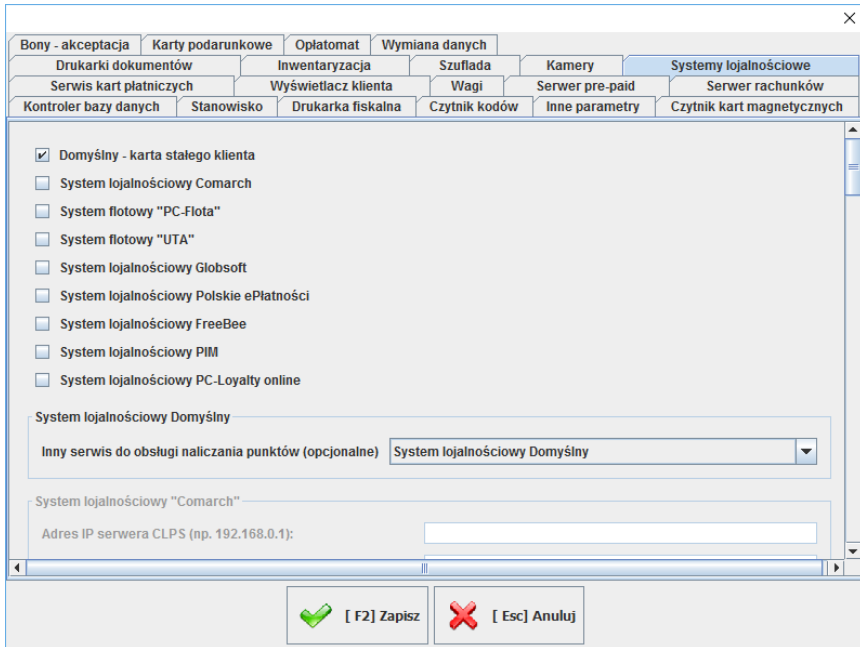 Bony - akceptacja Karty podarunkowe Opłatomat Wymiana danych
Drukarki dokumentów Inwentaryzacja Szuflada Kamery Systemy lojalnościowe
Serwis kart płatniczych Wyświetlacz klienta Wagi Serwer pre-paid Serwer rachunków
Kontroler bazy danych Stanowisko Drukarka fiskalna Czytnik kodów Inne parametry Czytnik kart magnetycznych
Domyślny - karta stałego klienta
System lojalnościowy Comarch
System flotowy "PC-Flota"
System flotowy "UTA"
System lojalnościowy Globsoft
System lojalnościowy Polskie ePłatności
System lojalnościowy FreeBee
System lojalnościowy PIM
System lojalnościowy PC-Loyalty online
System lojalnościowy Domyślny
Inny serwis do obsługi naliczania punktów (opcjonalne) System lojalnościowy Domyślny
System lojalnościowy "Comarch"
Adres IP serwera CLPS (np. 192.168.0.1):
[ F2] Zapisz [ Esc] Anuluj